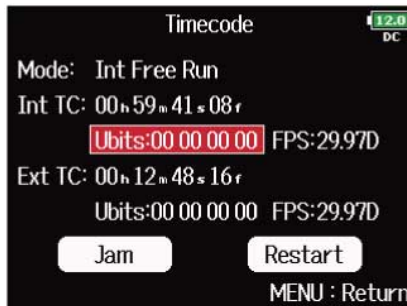 Timecode
12.0
DC
Mode: Int Free Run
Int TC: 00h59m41s08f
Ubits:00 00 00 00 FPS:29.97D
Ext TC: 00h12m48s16f
Ubits:00 00 00 00 FPS:29.97D
Jam Restart
MENU : Return